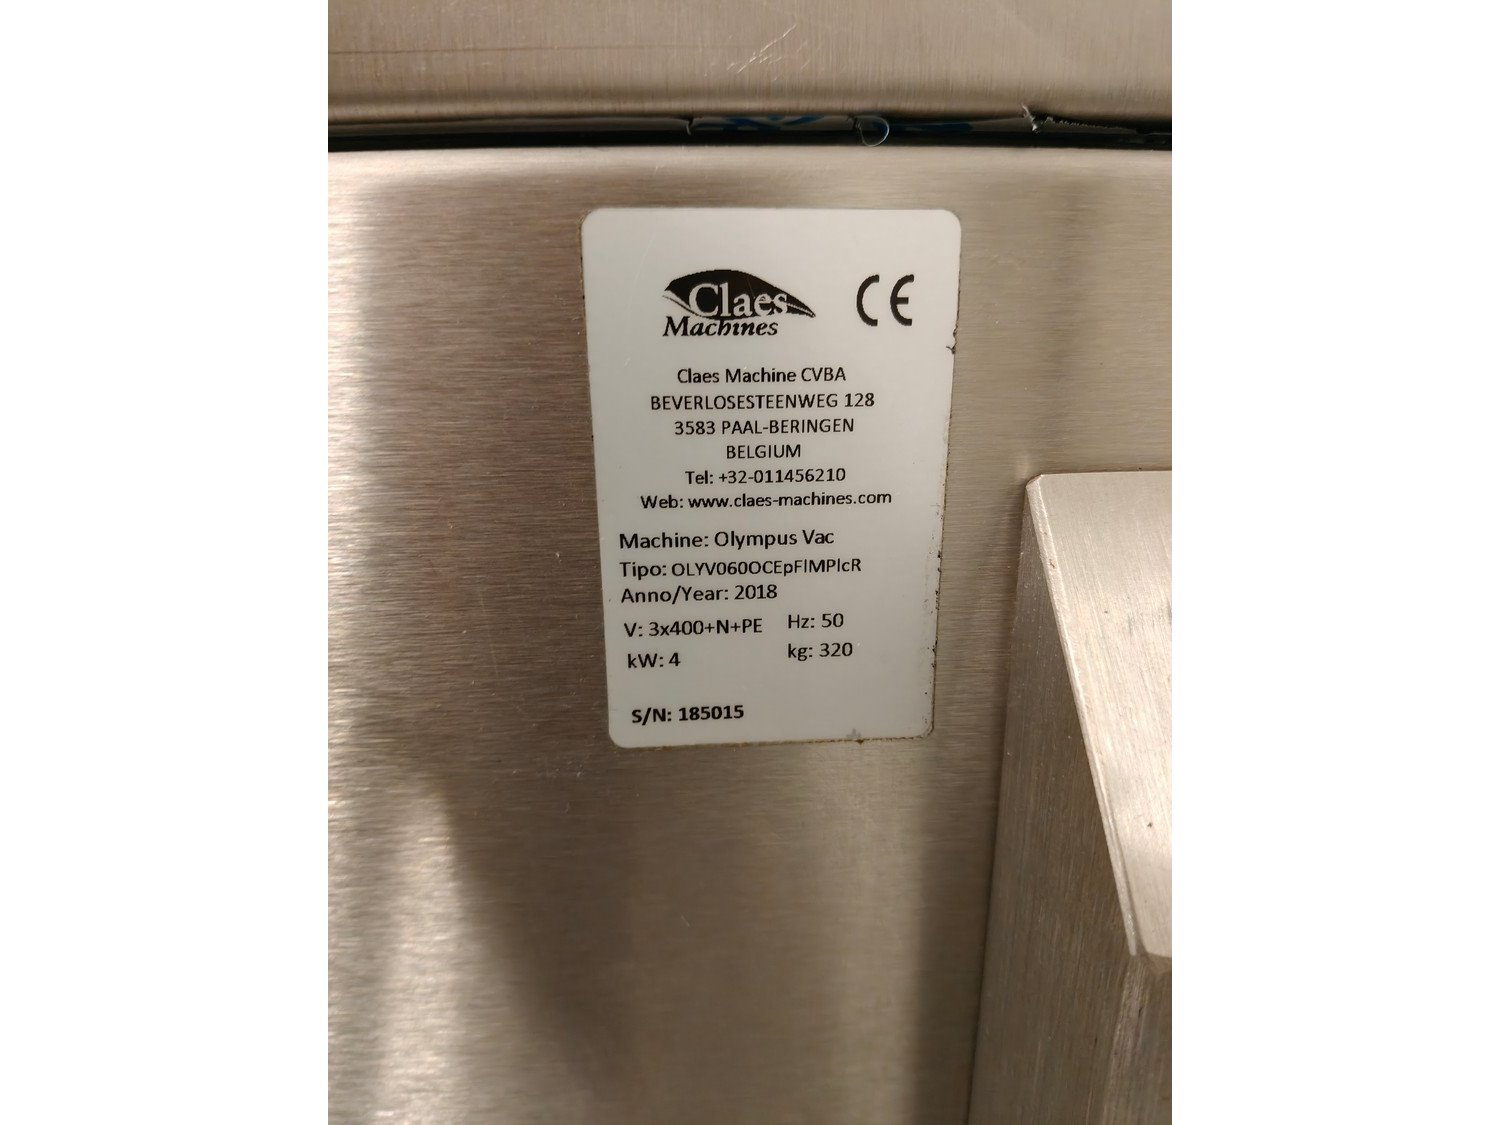 Claes
Machines
CE
Claes Machine CVBA
BEVERLOSESTEENWEG 128
3583 PAAL-BERINGEN
BELGIUM
Tel: +32-011456210
Web: www.claes-machines.com
Machine: Olympus Vac
Tipo: OLYV060OCEpFlMPlcR
Anno/Year: 2018
V: 3x400+N+PE Hz: 50
kW: 4 kg: 320
S/N: 185015